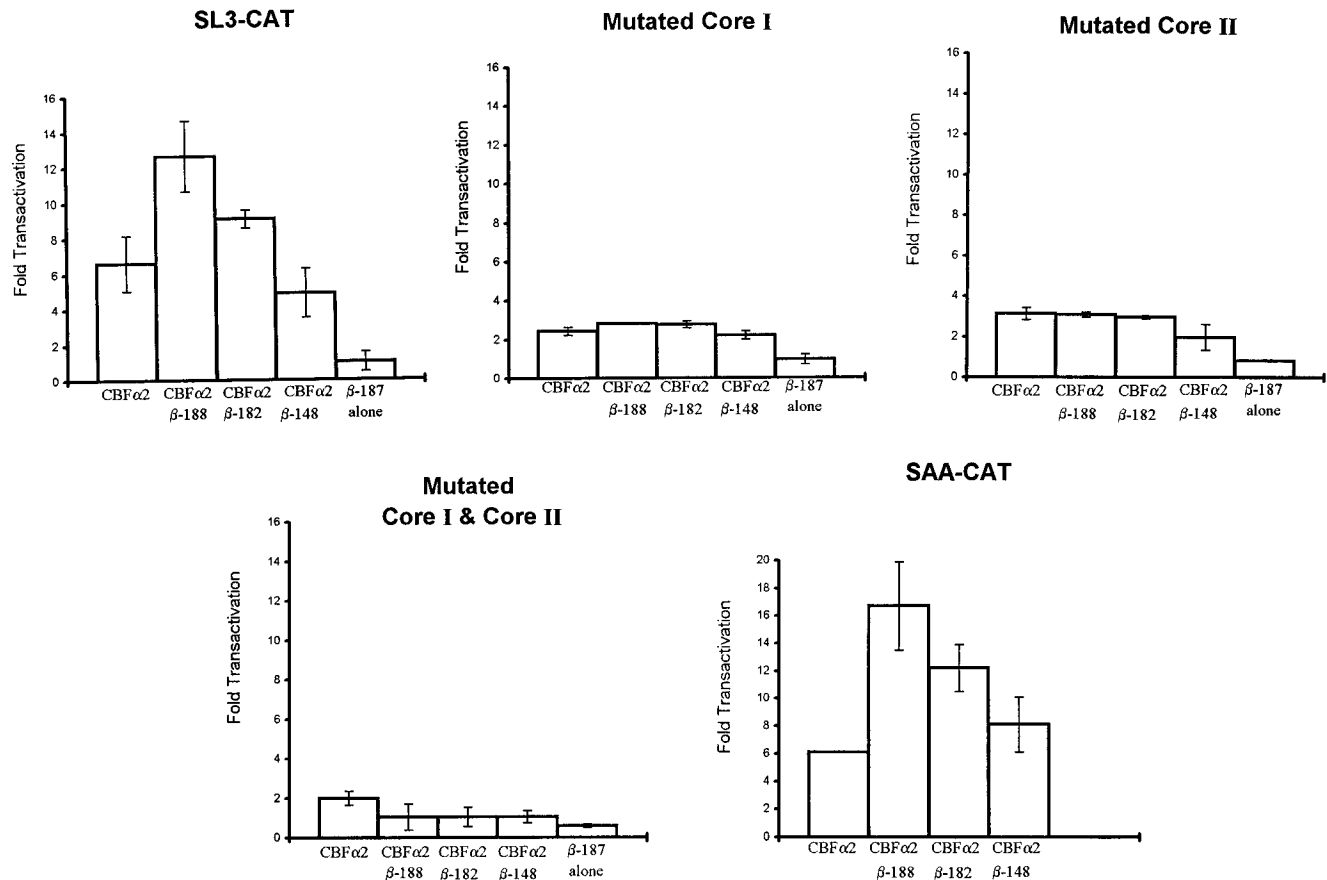 SL3-CAT
Fold Transactivation
16
14
12
10
8
6
4
2
0
CBFα2 CBFα2 CBFα2 CBFα2 β-187
β-188 β-182 β-148 alone
Mutated Core I
Fold Transactivation
16
14
12
10
8
6
4
2
0
CBFα2 CBFα2 CBFα2 CBFα2 β-187
β-188 β-182 β-148 alone
Mutated Core II
Fold Transactivation
16
14
12
10
8
6
4
2
0
CBFα2 CBFα2 CBFα2 CBFα2 β-187
β-188 β-182 β-148 alone
Mutated
Core I & Core II
Fold Transactivation
16
14
12
10
8
6
4
2
0
CBFα2 CBFα2 CBFα2 CBFα2 β-187
β-188 β-182 β-148 alone
SAA-CAT
Fold Transactivation
20
18
16
14
12
10
8
6
4
2
0
CBFα2 CBFα2 CBFα2 CBFα2
β-188 β-182 β-148